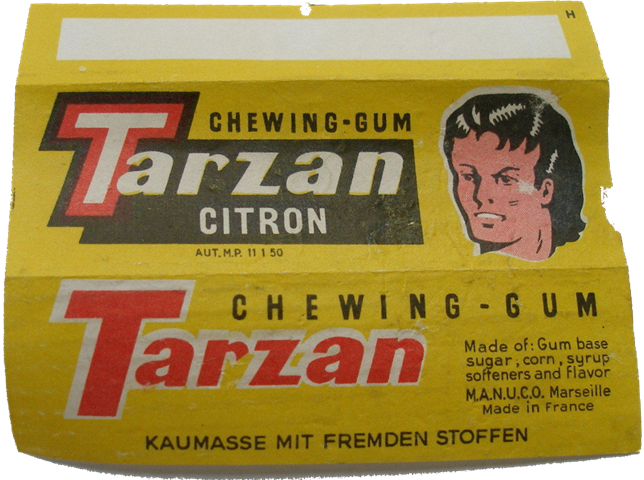 H
CHEWING-GUM
Tarzan
CITRON
AUT. M.P. 11 1 50
CHEWING-GUM
Tarzan
Made of: Gum base
sugar, corn, syrup
softeners and flavor
M.A.N.U.C.O. Marseille
Made in France
KAUMASSE MIT FREMDEN STOFFEN